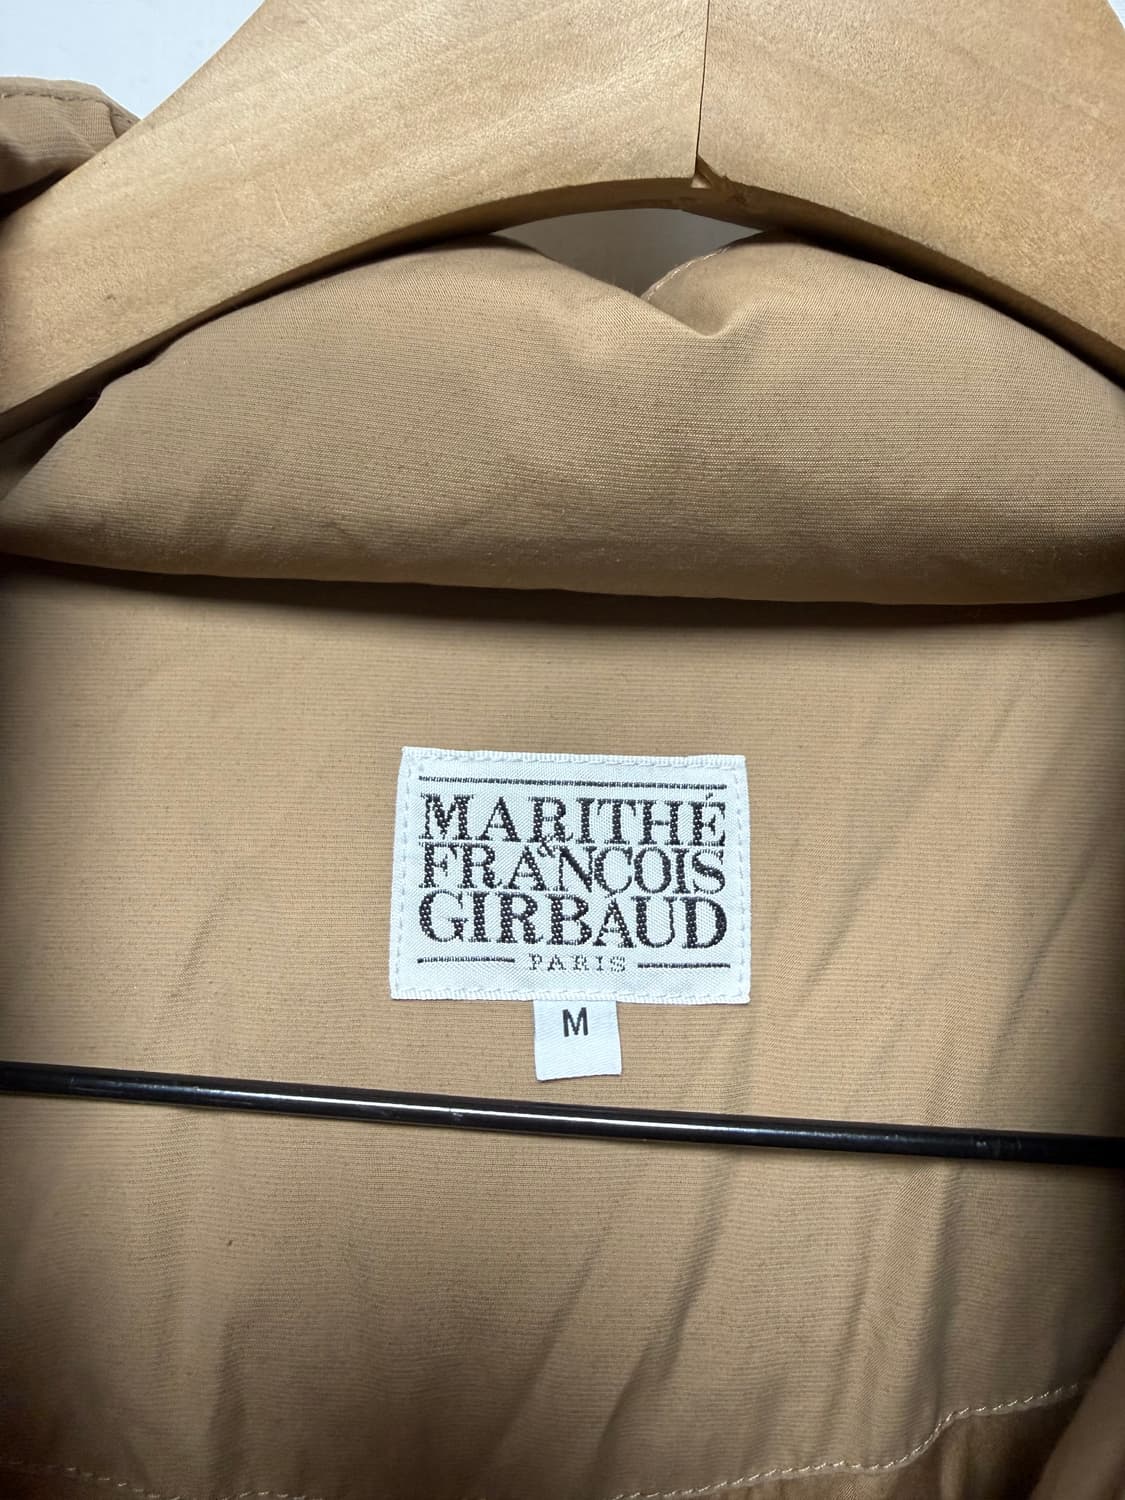 MARITHÉ
&
FRANÇOIS
GIRBAUD
PARIS
M